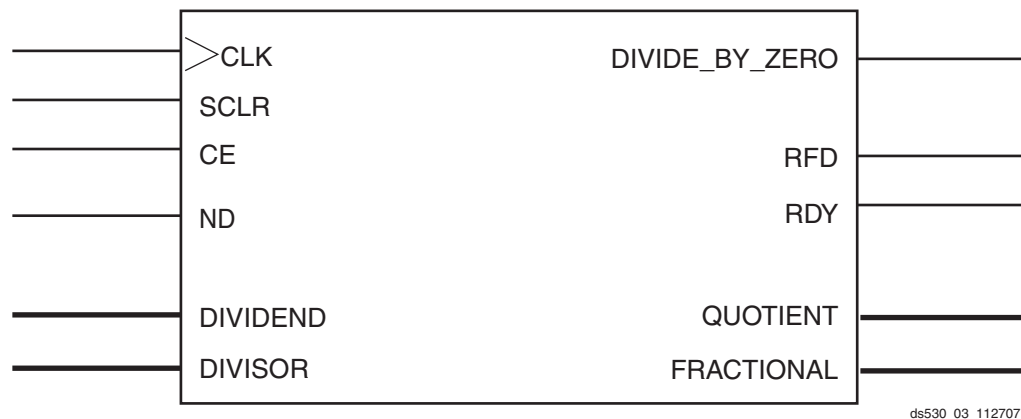 CLK
SCLR
CE
ND
DIVIDEND
DIVISOR
DIVIDE_BY_ZERO
RFD
RDY
QUOTIENT
FRACTIONAL
ds530_03_112707